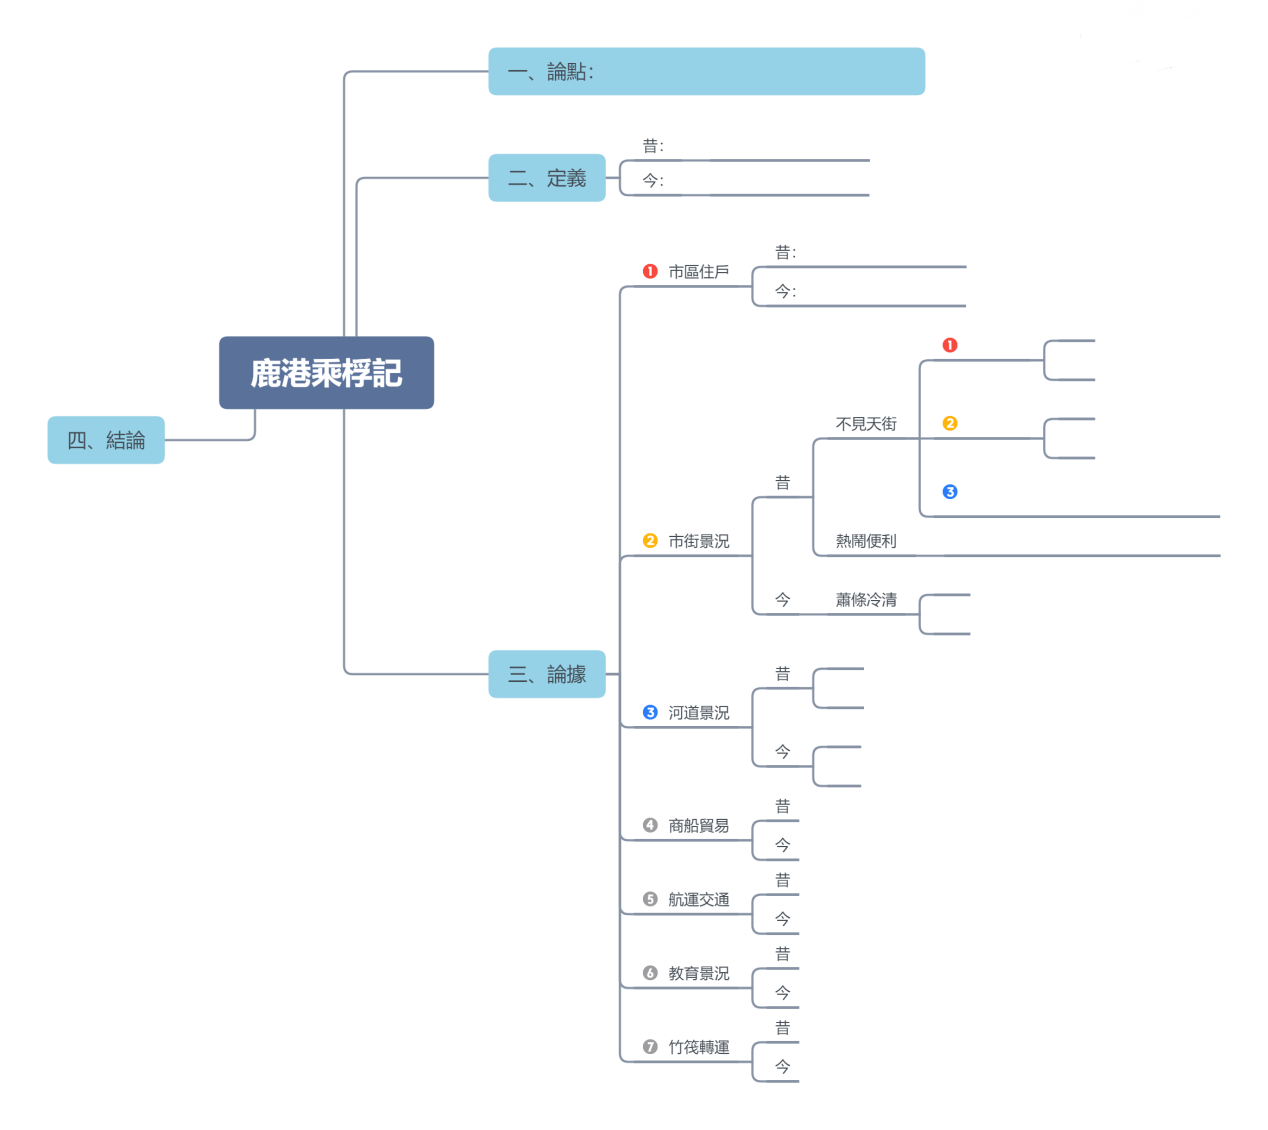 鹿港乘桴記
一、論點：
二、定義
昔：
今：
三、論據
❶ 市區住戶
昔：
今：
❷ 市街景況
昔
不見天街
❶
❷
❸
熱鬧便利
今
蕭條冷清
❸ 河道景況
昔
今
❹ 商船貿易
昔
今
❺ 航運交通
昔
今
❻ 教育景況
昔
今
❼ 竹筏轉運
昔
今
四、結論